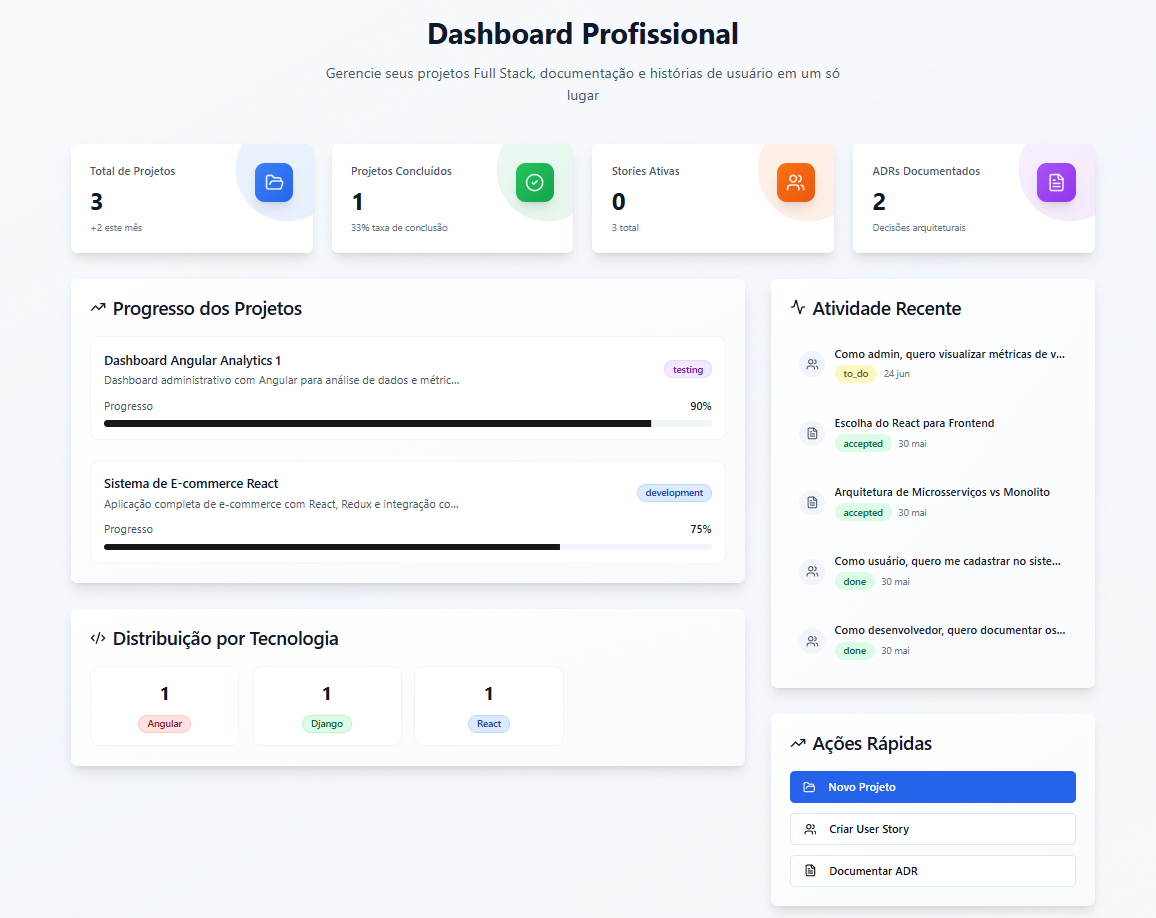 Dashboard Profissional
Gerencie seus projetos Full Stack, documentação e histórias de usuário em um só
lugar
Total de Projetos
3
+2 este mês
Projetos Concluídos
1
33% taxa de conclusão
Stories Ativas
0
3 total
ADRs Documentados
2
Decisões arquiteturais
Progresso dos Projetos
Dashboard Angular Analytics 1
Dashboard administrativo com Angular para análise de dados e métric...
testing
Progresso
90%
Sistema de E-commerce React
Aplicação completa de e-commerce com React, Redux e integração co...
development
Progresso
75%
Distribuição por Tecnologia
1
Angular
1
Django
1
React
Atividade Recente
Como admin, quero visualizar métricas de v...
to_do 24 jun
Escolha do React para Frontend
accepted 30 mai
Arquitetura de Microsserviços vs Monolito
accepted 30 mai
Como usuário, quero me cadastrar no siste...
done 30 mai
Como desenvolvedor, quero documentar os...
done 30 mai
Ações Rápidas
Novo Projeto
Criar User Story
Documentar ADR